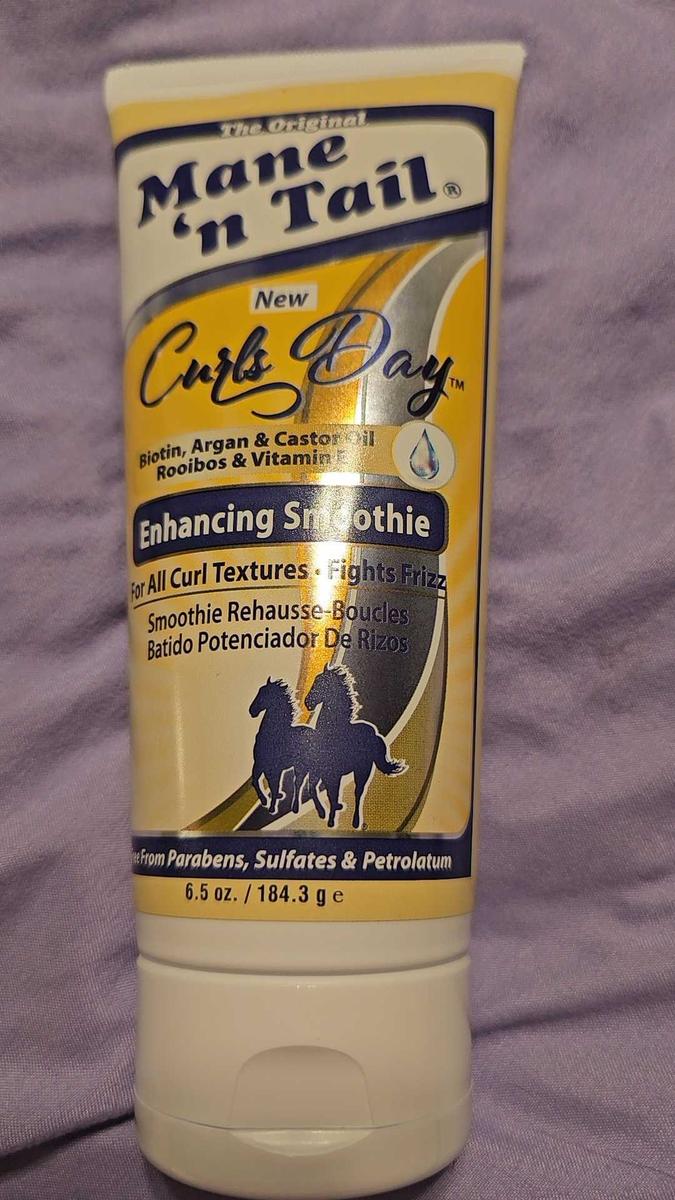 The Original
Mane
'n Tail®
New
Curls Day™
Biotin, Argan & Castor Oil
Rooibos & Vitamin E
Enhancing Smoothie
For All Curl Textures • Fights Frizz
Smoothie Rehausse-Boucles
Batido Potenciador De Rizos
From Parabens, Sulfates & Petrolatum
6.5 oz. / 184.3 g e